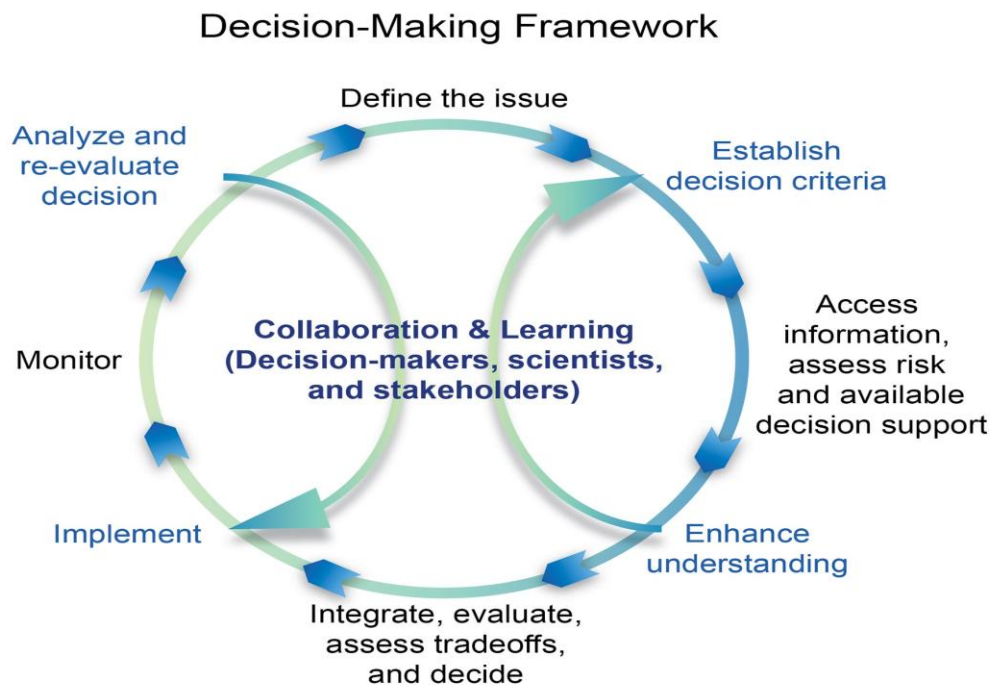 Decision-Making Framework
Define the issue
Analyze and
re-evaluate
decision
Establish
decision criteria
Access
information,
assess risk
and available
decision support
Collaboration & Learning
(Decision-makers, scientists,
and stakeholders)
Monitor
Implement
Enhance
understanding
Integrate, evaluate,
assess tradeoffs,
and decide